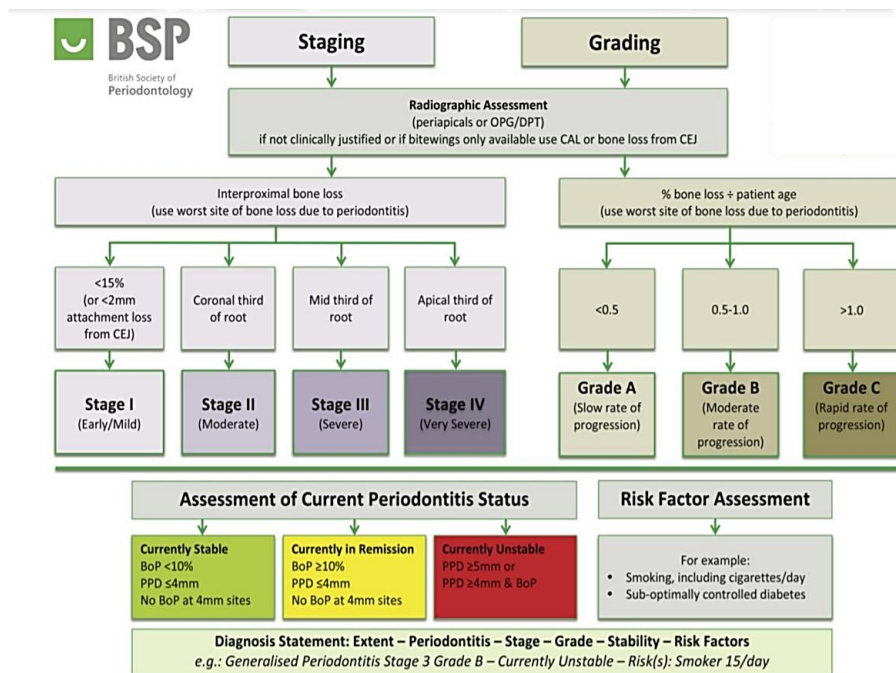 BSP
British Society of
Periodontology
Staging
Grading
Radiographic Assessment
(periapicals or OPG/DPT)
if not clinically justified or if bitewings only available use CAL or bone loss from CEJ
Interproximal bone loss
(use worst site of bone loss due to periodontitis)
% bone loss ÷ patient age
(use worst site of bone loss due to periodontitis)
<15%
(or <2mm
attachment loss
from CEJ)
Coronal third
of root
Mid third of
root
Apical third of
root
<0.5
0.5-1.0
>1.0
Stage I
(Early/Mild)
Stage II
(Moderate)
Stage III
(Severe)
Stage IV
(Very Severe)
Grade A
(Slow rate of
progression)
Grade B
(Moderate
rate of
progression)
Grade C
(Rapid rate of
progression)
Assessment of Current Periodontitis Status
Risk Factor Assessment
Currently Stable
BoP <10%
PPD ≤4mm
No BoP at 4mm sites
Currently in Remission
BoP ≥10%
PPD ≤4mm
No BoP at 4mm sites
Currently Unstable
PPD ≥5mm or
PPD ≥4mm & BoP
For example:
• Smoking, including cigarettes/day
• Sub-optimally controlled diabetes
Diagnosis Statement: Extent – Periodontitis – Stage – Grade – Stability – Risk Factors
e.g.: Generalised Periodontitis Stage 3 Grade B – Currently Unstable – Risk(s): Smoker 15/day